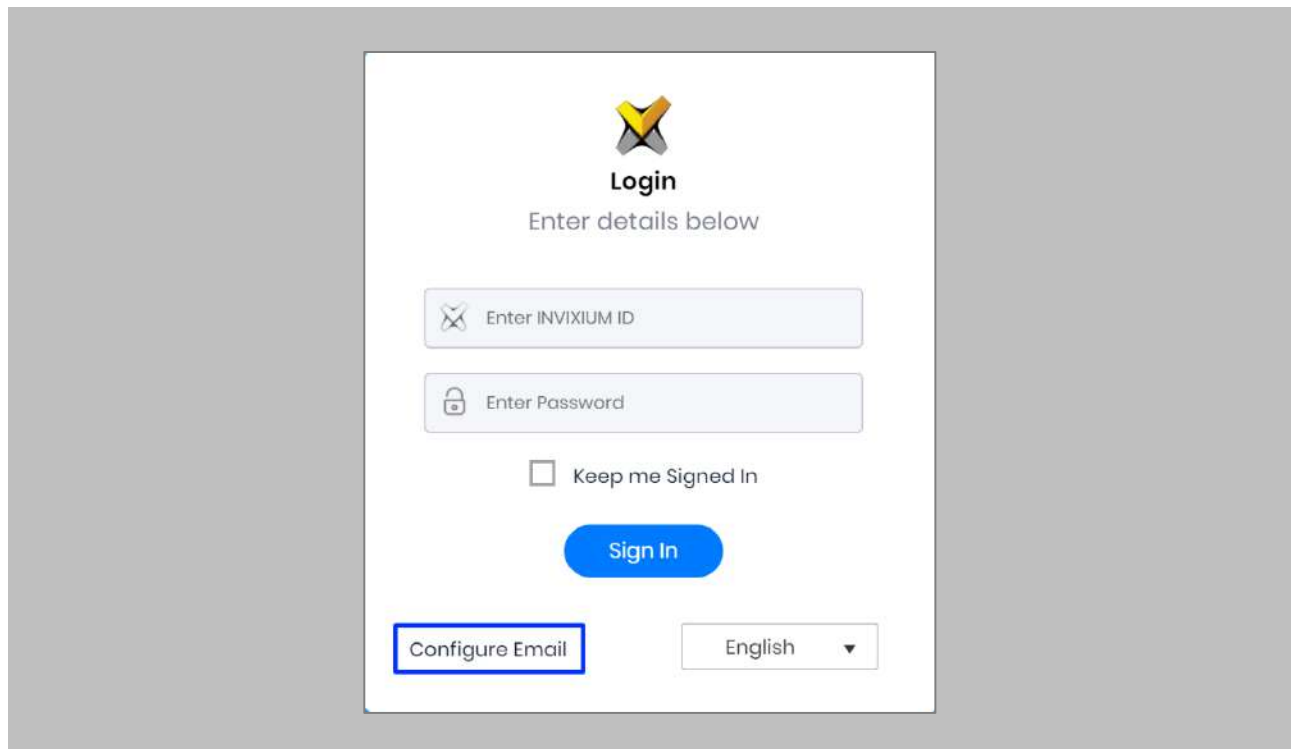 Login
Enter details below
Enter INVIXIUM ID
Enter Password
Keep me Signed In
Sign In
Configure Email
English